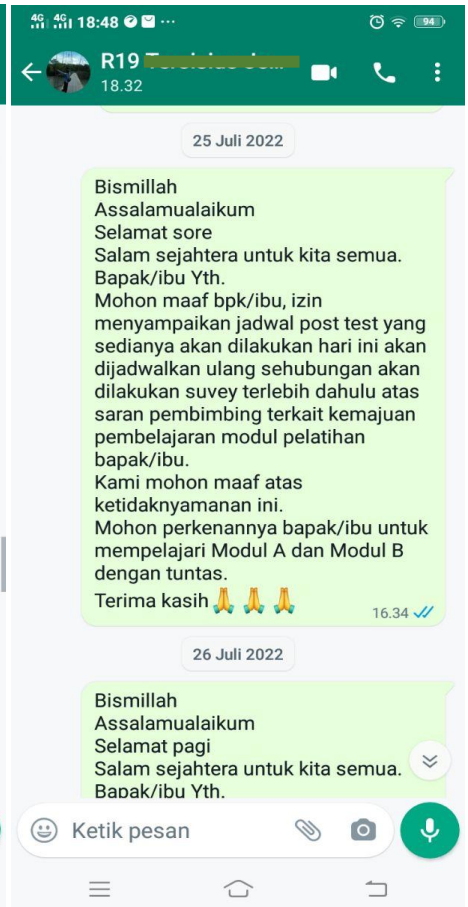 4G 4G 18:48
94
R19
18.32
25 Juli 2022
Bismillah
Assalamualaikum
Selamat sore
Salam sejahtera untuk kita semua.
Bapak/ibu Yth.
Mohon maaf bpk/ibu, izin
menyampaikan jadwal post test yang
sedianya akan dilakukan hari ini akan
dijadwalkan ulang sehubungan akan
dilakukan suvey terlebih dahulu atas
saran pembimbing terkait kemajuan
pembelajaran modul pelatihan
bapak/ibu.
Kami mohon maaf atas
ketidaknyamanan ini.
Mohon perkenannya bapak/ibu untuk
mempelajari Modul A dan Modul B
dengan tuntas.
Terima kasih🙏 🙏 🙏
16.34
26 Juli 2022
Bismillah
Assalamualaikum
Selamat pagi
Salam sejahtera untuk kita semua.
Bapak/ibu Yth.
Ketik pesan